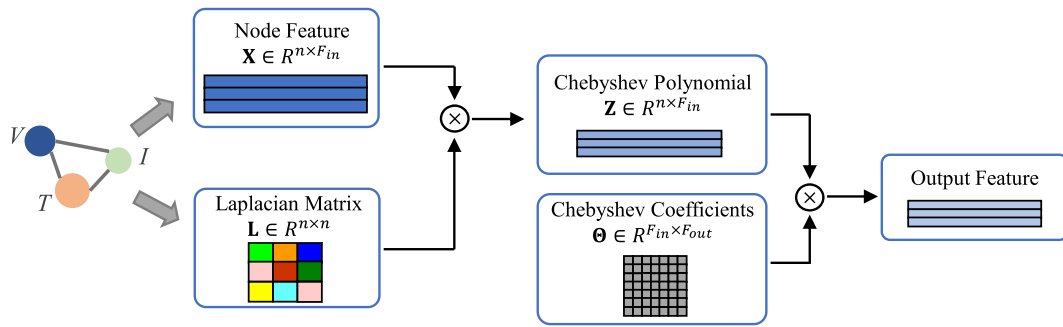 V
I
T
Node Feature
𝐗 ∈ 𝑅^{𝑛×𝐹_{𝑖𝑛}}
Laplacian Matrix
𝐋 ∈ 𝑅^{𝑛×𝑛}
×
Chebyshev Polynomial
𝐙 ∈ 𝑅^{𝑛×𝐹_{𝑖𝑛}}
Chebyshev Coefficients
𝚯 ∈ 𝑅^{𝐹_{𝑖𝑛}×𝐹_{𝑜𝑢𝑡}}
×
Output Feature